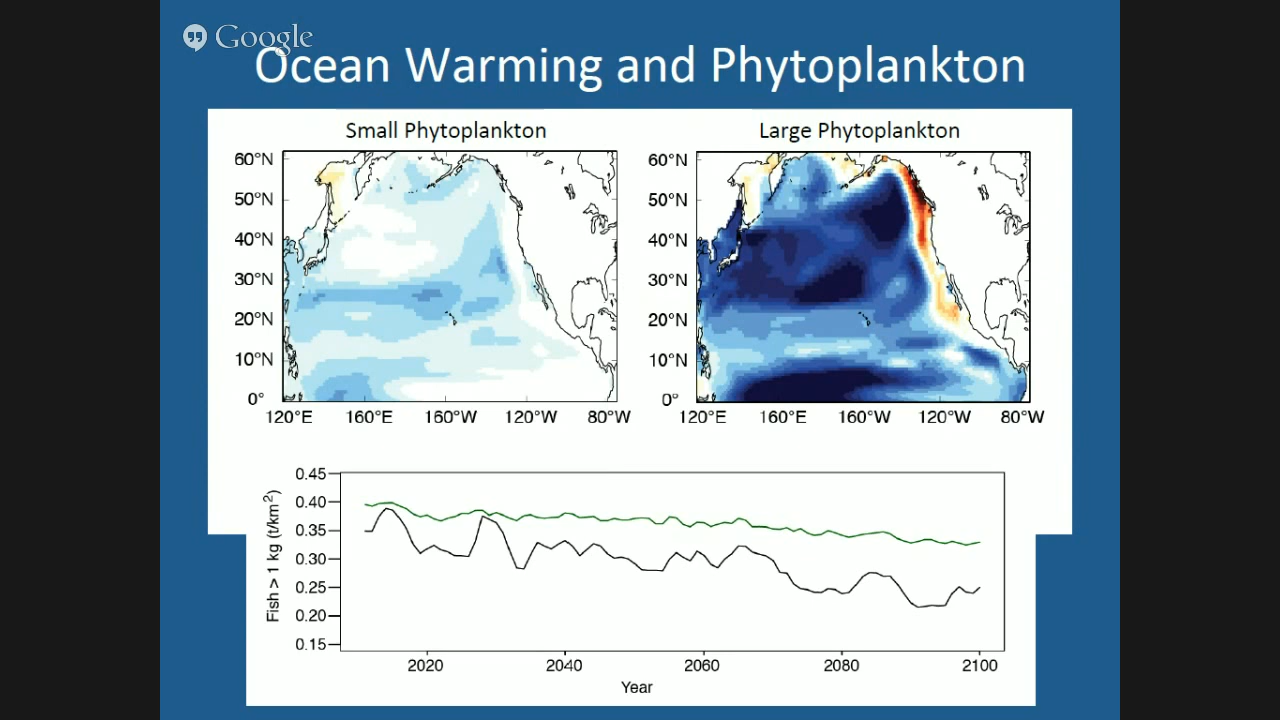 Google
Ocean Warming and Phytoplankton
Small Phytoplankton
Large Phytoplankton
60°N
50°N
40°N
30°N
20°N
10°N
0°
120°E 160°E 160°W 120°W 80°W
60°N
50°N
40°N
30°N
20°N
10°N
0°
120°E 160°E 160°W 120°W 80°W
Fish > 1 kg (t/km²)
0.45
0.40
0.35
0.30
0.25
0.20
0.15
2020 2040 2060 2080 2100
Year